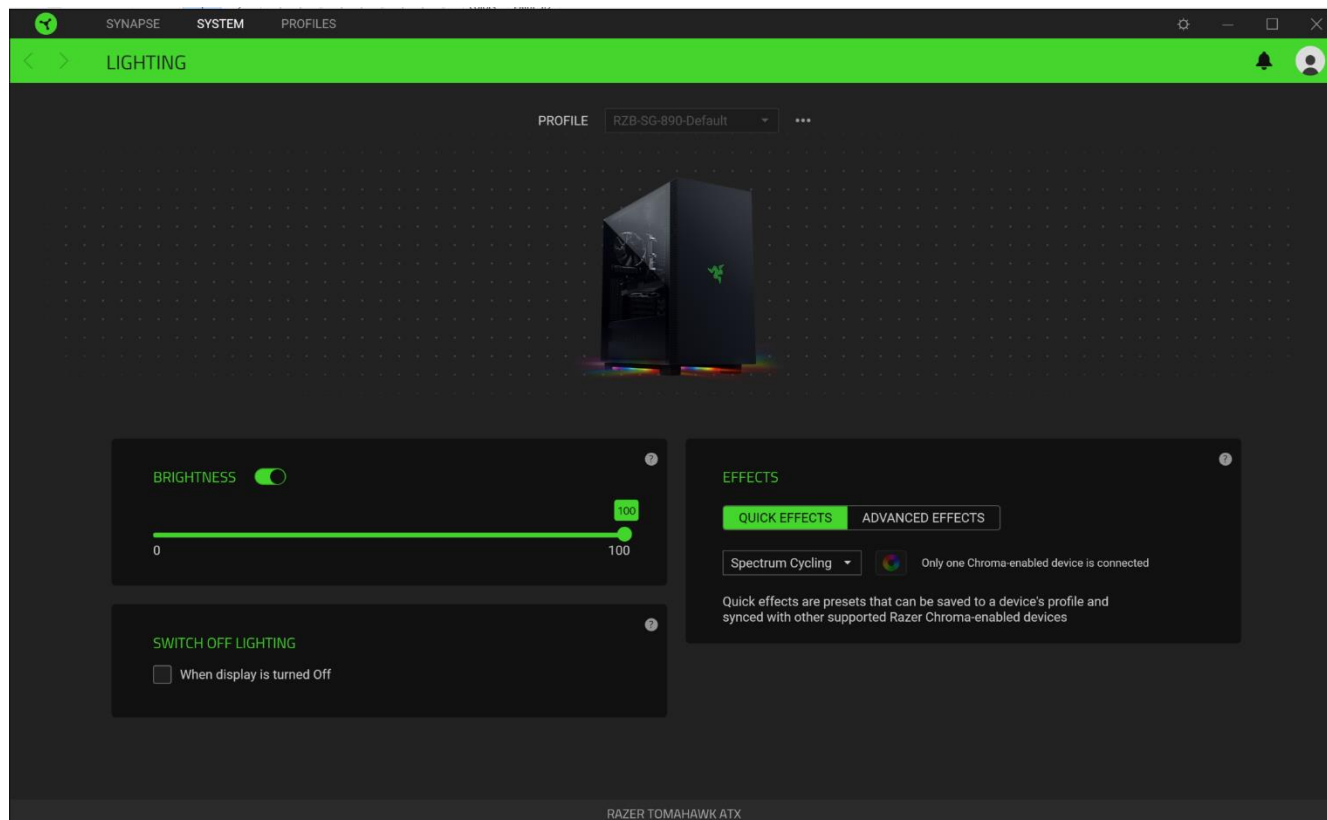 SYNAPSE SYSTEM PROFILES
LIGHTING
PROFILE RZB-SG-890-Default
BRIGHTNESS
100
0 100
SWITCH OFF LIGHTING
When display is turned Off
EFFECTS
QUICK EFFECTS ADVANCED EFFECTS
Spectrum Cycling Only one Chroma-enabled device is connected
Quick effects are presets that can be saved to a device's profile and
synced with other supported Razer Chroma-enabled devices
RAZER TOMAHAWK ATX